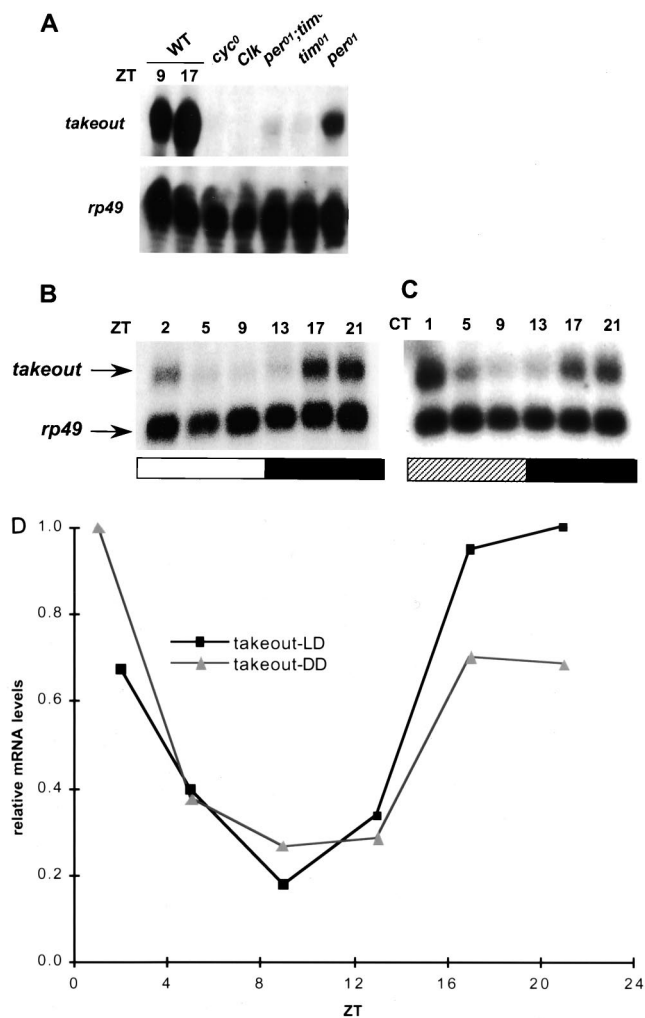 A
WT
cyc⁰
Clk
per⁰¹;tim
tim⁰¹
per⁰¹
ZT 9 17
takeout
rp49
B
ZT 2 5 9 13 17 21
takeout
rp49
C
CT 1 5 9 13 17 21
D
1.0
0.8
0.6
0.4
0.2
0.0
relative mRNA levels
takeout-LD
takeout-DD
0 4 8 12 16 20 24
ZT